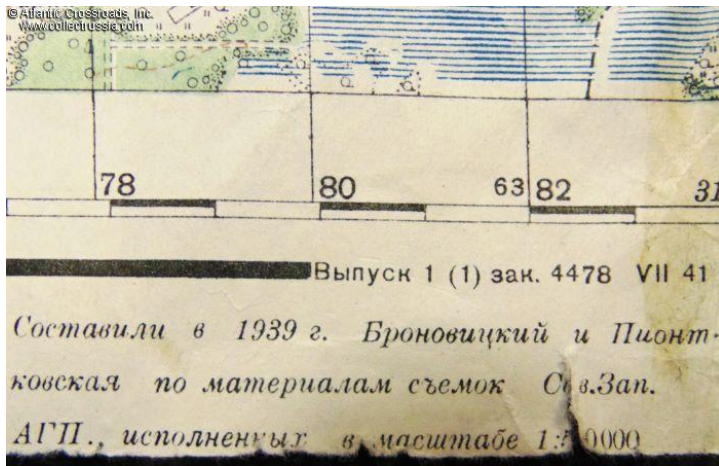 © Atlantic Crossroads, Inc.
www.collectrussia.com
78 80 63 82 31
Выпуск 1 (1) зак. 4478 VII 41
Составили в 1939 г. Броновицкий и Пионт-
ковская по материалам съемок Сев.Зап.
АГП., исполненных в масштабе